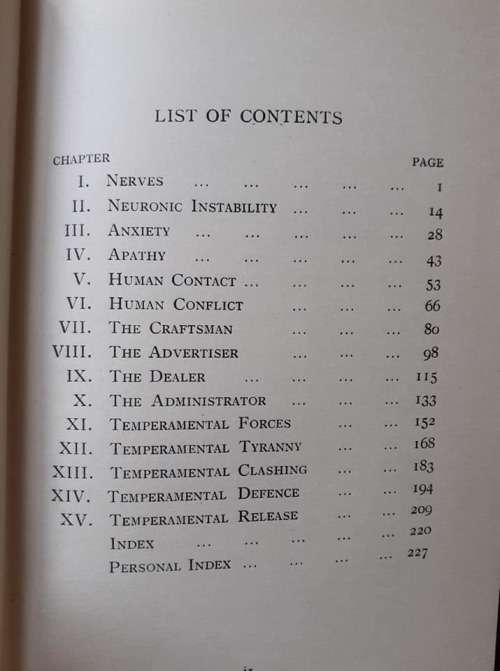 LIST OF CONTENTS
CHAPTER PAGE
I. NERVES ... ... ... ... ... 1
II. NEURONIC INSTABILITY ... ... ... 14
III. ANXIETY ... ... ... ... ... 28
IV. APATHY ... ... ... ... ... 43
V. HUMAN CONTACT ... ... ... ... 53
VI. HUMAN CONFLICT ... ... ... 66
VII. THE CRAFTSMAN ... ... ... 80
VIII. THE ADVERTISER ... ... ... 98
IX. THE DEALER ... ... ... ... 115
X. THE ADMINISTRATOR ... ... ... 133
XI. TEMPERAMENTAL FORCES ... ... 152
XII. TEMPERAMENTAL TYRANNY ... ... 168
XIII. TEMPERAMENTAL CLASHING ... ... 183
XIV. TEMPERAMENTAL DEFENCE ... ... 194
XV. TEMPERAMENTAL RELEASE ... ... 209
INDEX ... ... ... ... ... 220
PERSONAL INDEX ... ... ... ... 227